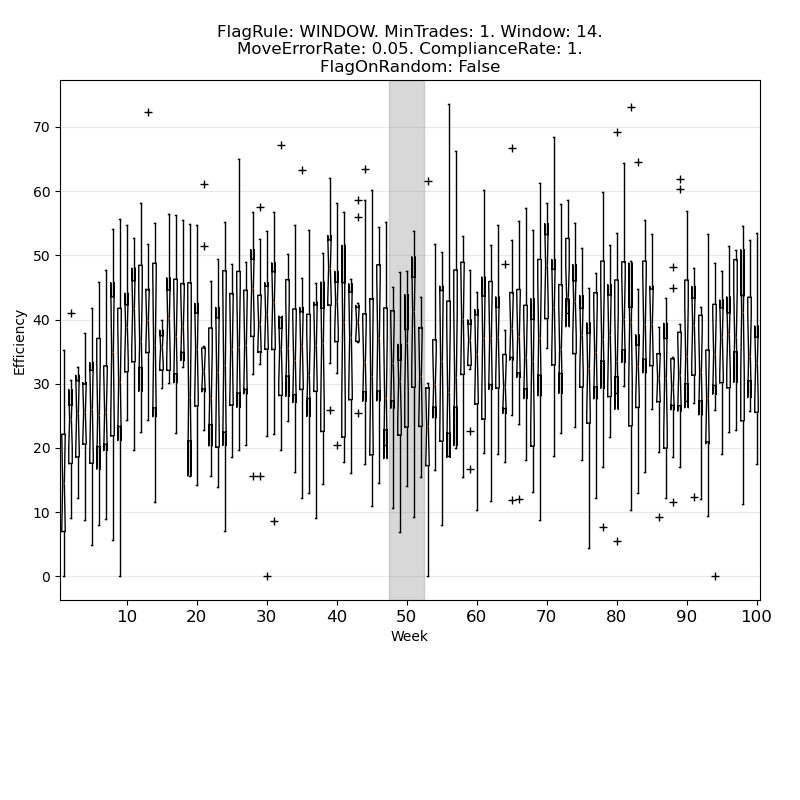 FlagRule: WINDOW. MinTrades: 1. Window: 14.
MoveErrorRate: 0.05. ComplianceRate: 1.
FlagOnRandom: False
70
60
50
40
30
20
10
0
Efficiency
10 20 30 40 50 60 70 80 90 100
Week